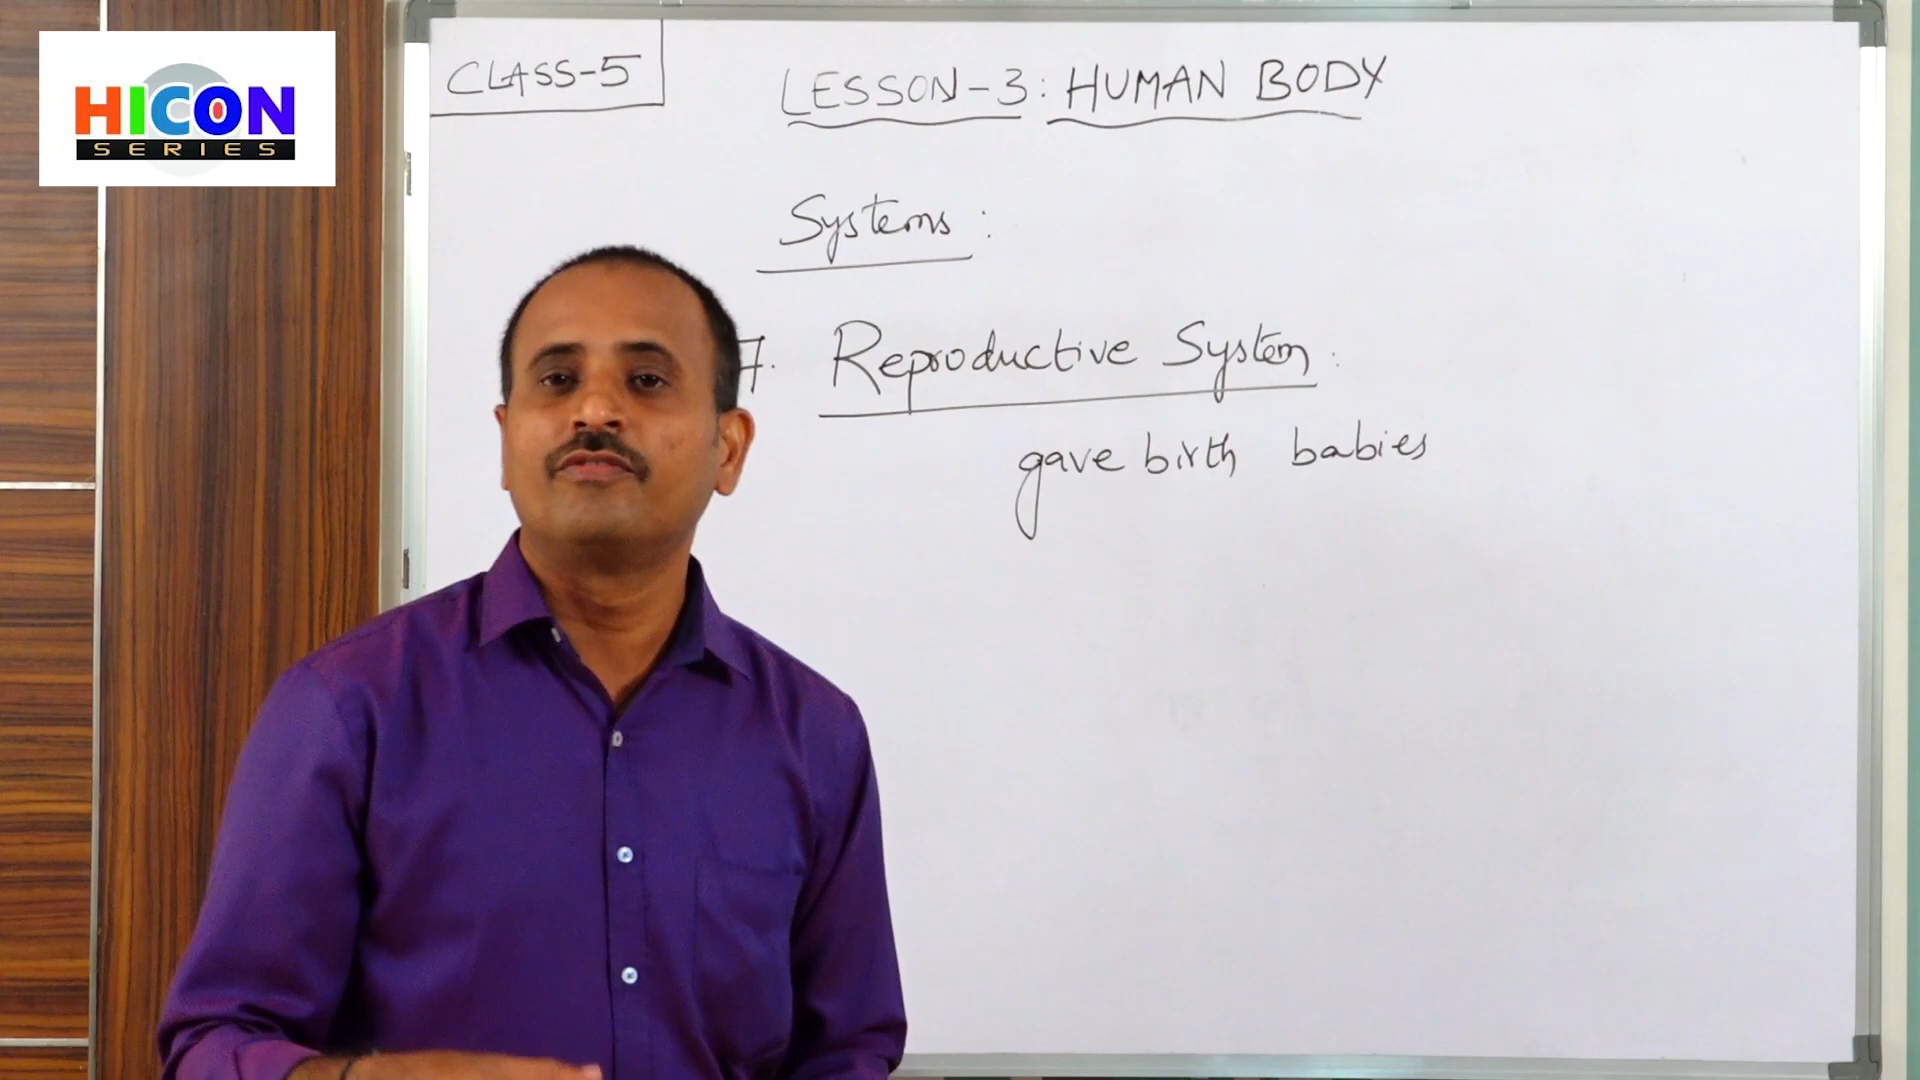 HICON
SERIES
CLASS-5
LESSON-3: HUMAN BODY
Systems:
7. Reproductive System:
gave birth babies